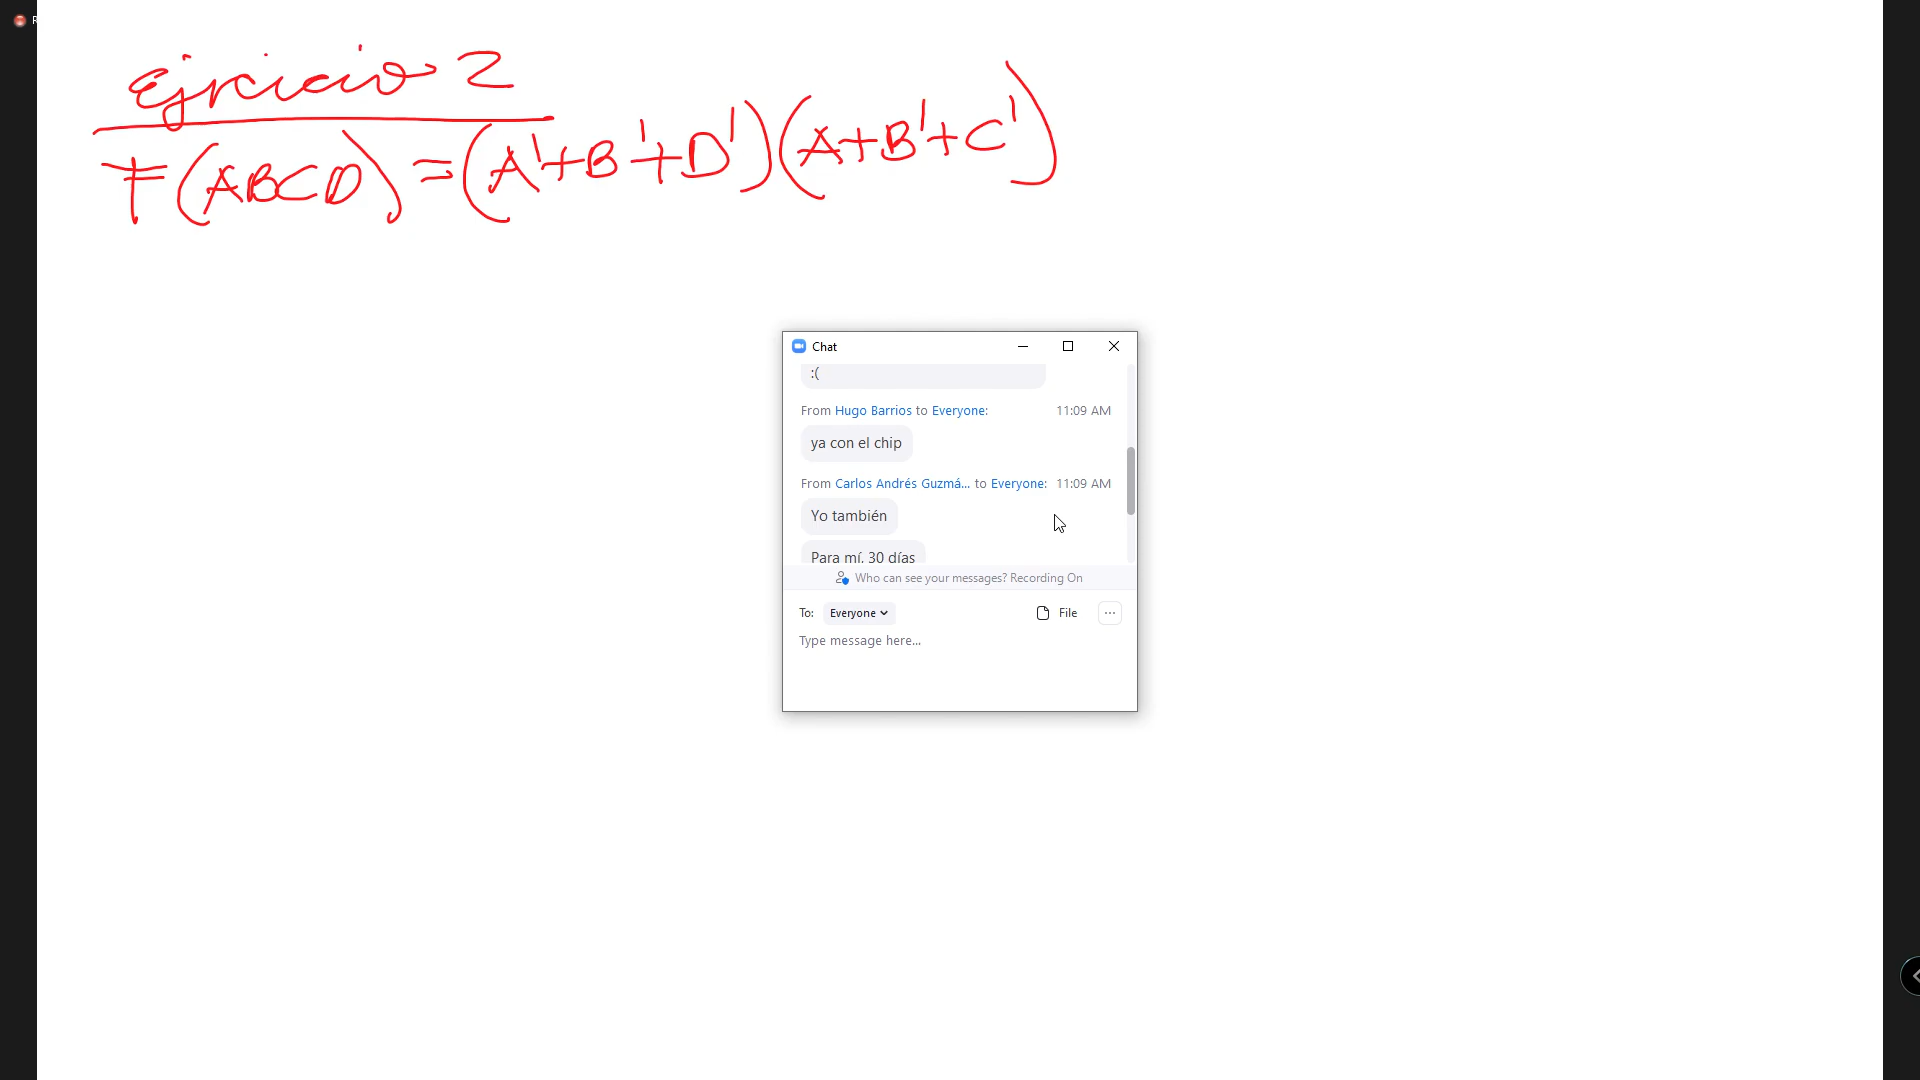 R
Ejrcicio 2
F(ABCD)=(A'+B'+D')(A+B'+C')
Chat
:(
From Hugo Barrios to Everyone: 11:09 AM
ya con el chip
From Carlos Andrés Guzmá... to Everyone: 11:09 AM
Yo también
Para mí. 30 días
Who can see your messages? Recording On
To: Everyone File ...
Type message here...